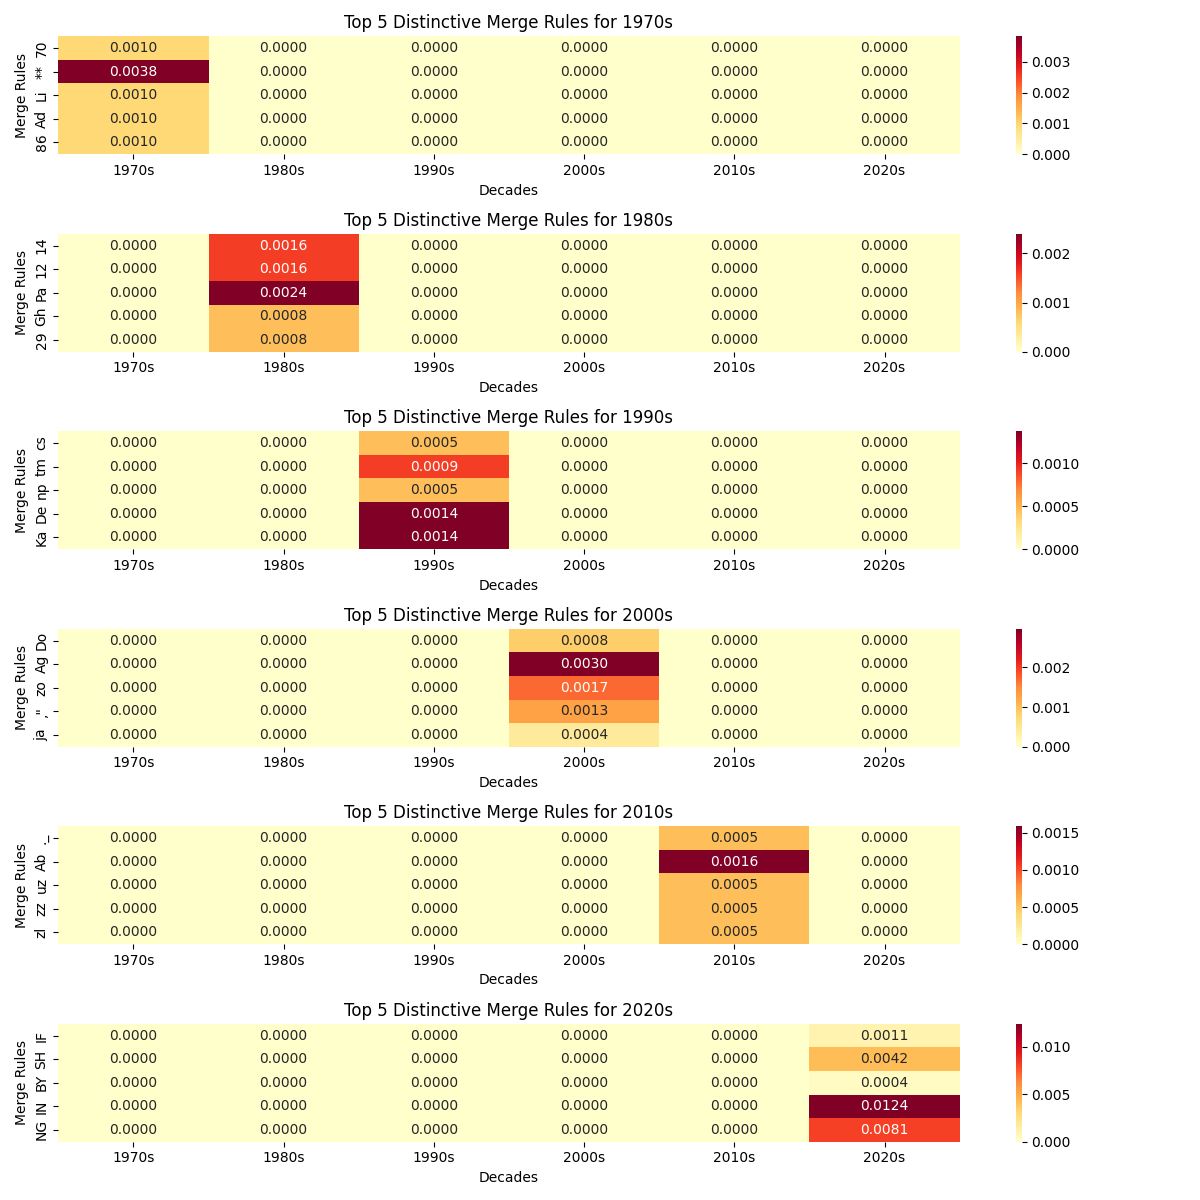 Top 5 Distinctive Merge Rules for 1970s
Merge Rules
70 0.0010 0.0000 0.0000 0.0000 0.0000 0.0000
** 0.0038 0.0000 0.0000 0.0000 0.0000 0.0000
Li 0.0010 0.0000 0.0000 0.0000 0.0000 0.0000
Ad 0.0010 0.0000 0.0000 0.0000 0.0000 0.0000
86 0.0010 0.0000 0.0000 0.0000 0.0000 0.0000
1970s 1980s 1990s 2000s 2010s 2020s
Decades
0.003
0.002
0.001
0.000
Top 5 Distinctive Merge Rules for 1980s
Merge Rules
14 0.0000 0.0016 0.0000 0.0000 0.0000 0.0000
12 0.0000 0.0016 0.0000 0.0000 0.0000 0.0000
Pa 0.0000 0.0024 0.0000 0.0000 0.0000 0.0000
Gh 0.0000 0.0008 0.0000 0.0000 0.0000 0.0000
29 0.0000 0.0008 0.0000 0.0000 0.0000 0.0000
1970s 1980s 1990s 2000s 2010s 2020s
Decades
0.002
0.001
0.000
Top 5 Distinctive Merge Rules for 1990s
Merge Rules
cs 0.0000 0.0000 0.0005 0.0000 0.0000 0.0000
tm 0.0000 0.0000 0.0009 0.0000 0.0000 0.0000
np 0.0000 0.0000 0.0005 0.0000 0.0000 0.0000
De 0.0000 0.0000 0.0014 0.0000 0.0000 0.0000
Ka 0.0000 0.0000 0.0014 0.0000 0.0000 0.0000
1970s 1980s 1990s 2000s 2010s 2020s
Decades
0.0010
0.0005
0.0000
Top 5 Distinctive Merge Rules for 2000s
Merge Rules
Do 0.0000 0.0000 0.0000 0.0008 0.0000 0.0000
Ag 0.0000 0.0000 0.0000 0.0030 0.0000 0.0000
zo 0.0000 0.0000 0.0000 0.0017 0.0000 0.0000
," 0.0000 0.0000 0.0000 0.0013 0.0000 0.0000
ja 0.0000 0.0000 0.0000 0.0004 0.0000 0.0000
1970s 1980s 1990s 2000s 2010s 2020s
Decades
0.002
0.001
0.000
Top 5 Distinctive Merge Rules for 2010s
Merge Rules
0.0000 0.0000 0.0000 0.0000 0.0005 0.0000
Ab 0.0000 0.0000 0.0000 0.0000 0.0016 0.0000
uz 0.0000 0.0000 0.0000 0.0000 0.0005 0.0000
zz 0.0000 0.0000 0.0000 0.0000 0.0005 0.0000
zl 0.0000 0.0000 0.0000 0.0000 0.0005 0.0000
1970s 1980s 1990s 2000s 2010s 2020s
Decades
0.0015
0.0010
0.0005
0.0000
Top 5 Distinctive Merge Rules for 2020s
Merge Rules
IF 0.0000 0.0000 0.0000 0.0000 0.0000 0.0011
SH 0.0000 0.0000 0.0000 0.0000 0.0000 0.0042
BY 0.0000 0.0000 0.0000 0.0000 0.0000 0.0004
IN 0.0000 0.0000 0.0000 0.0000 0.0000 0.0124
NG 0.0000 0.0000 0.0000 0.0000 0.0000 0.0081
1970s 1980s 1990s 2000s 2010s 2020s
Decades
0.010
0.005
0.000